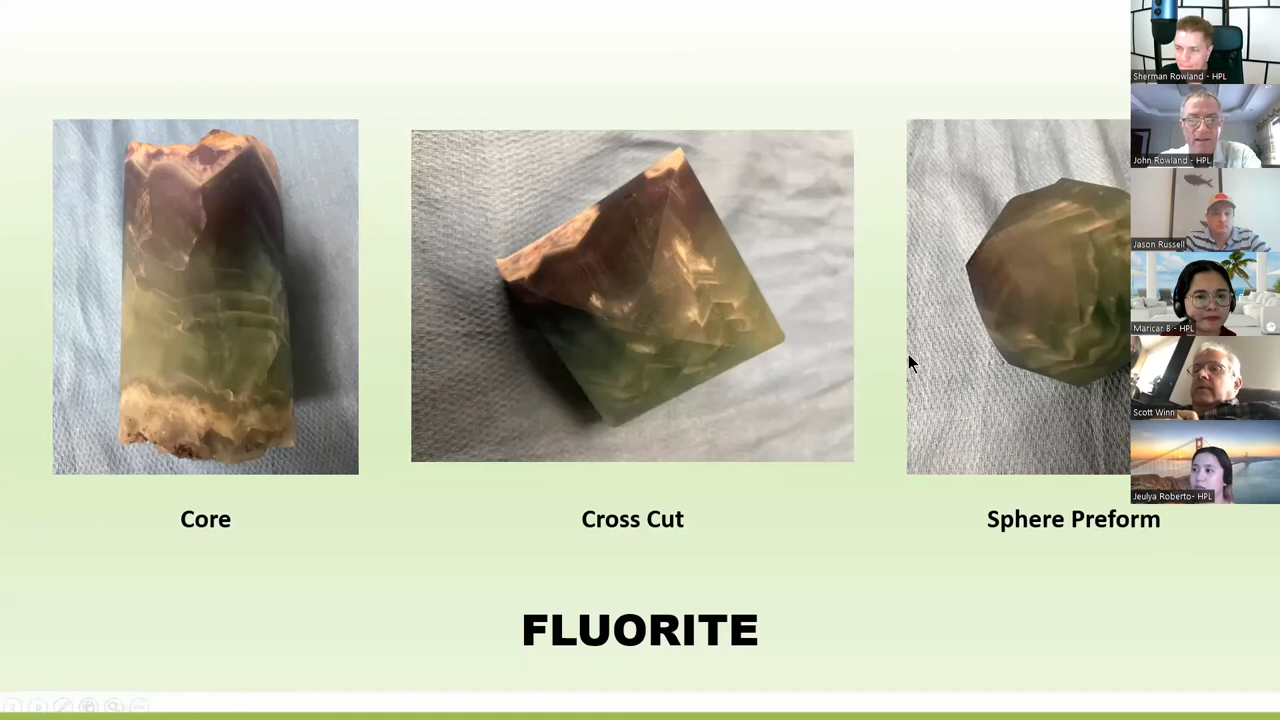 Core
Cross Cut
Sphere Preform
FLUORITE
Sherman Rowland - HPL
John Rowland - HPL
Jason Russell
Maricar B - HPL
Scott Winn
Jeulya Roberto- HPL